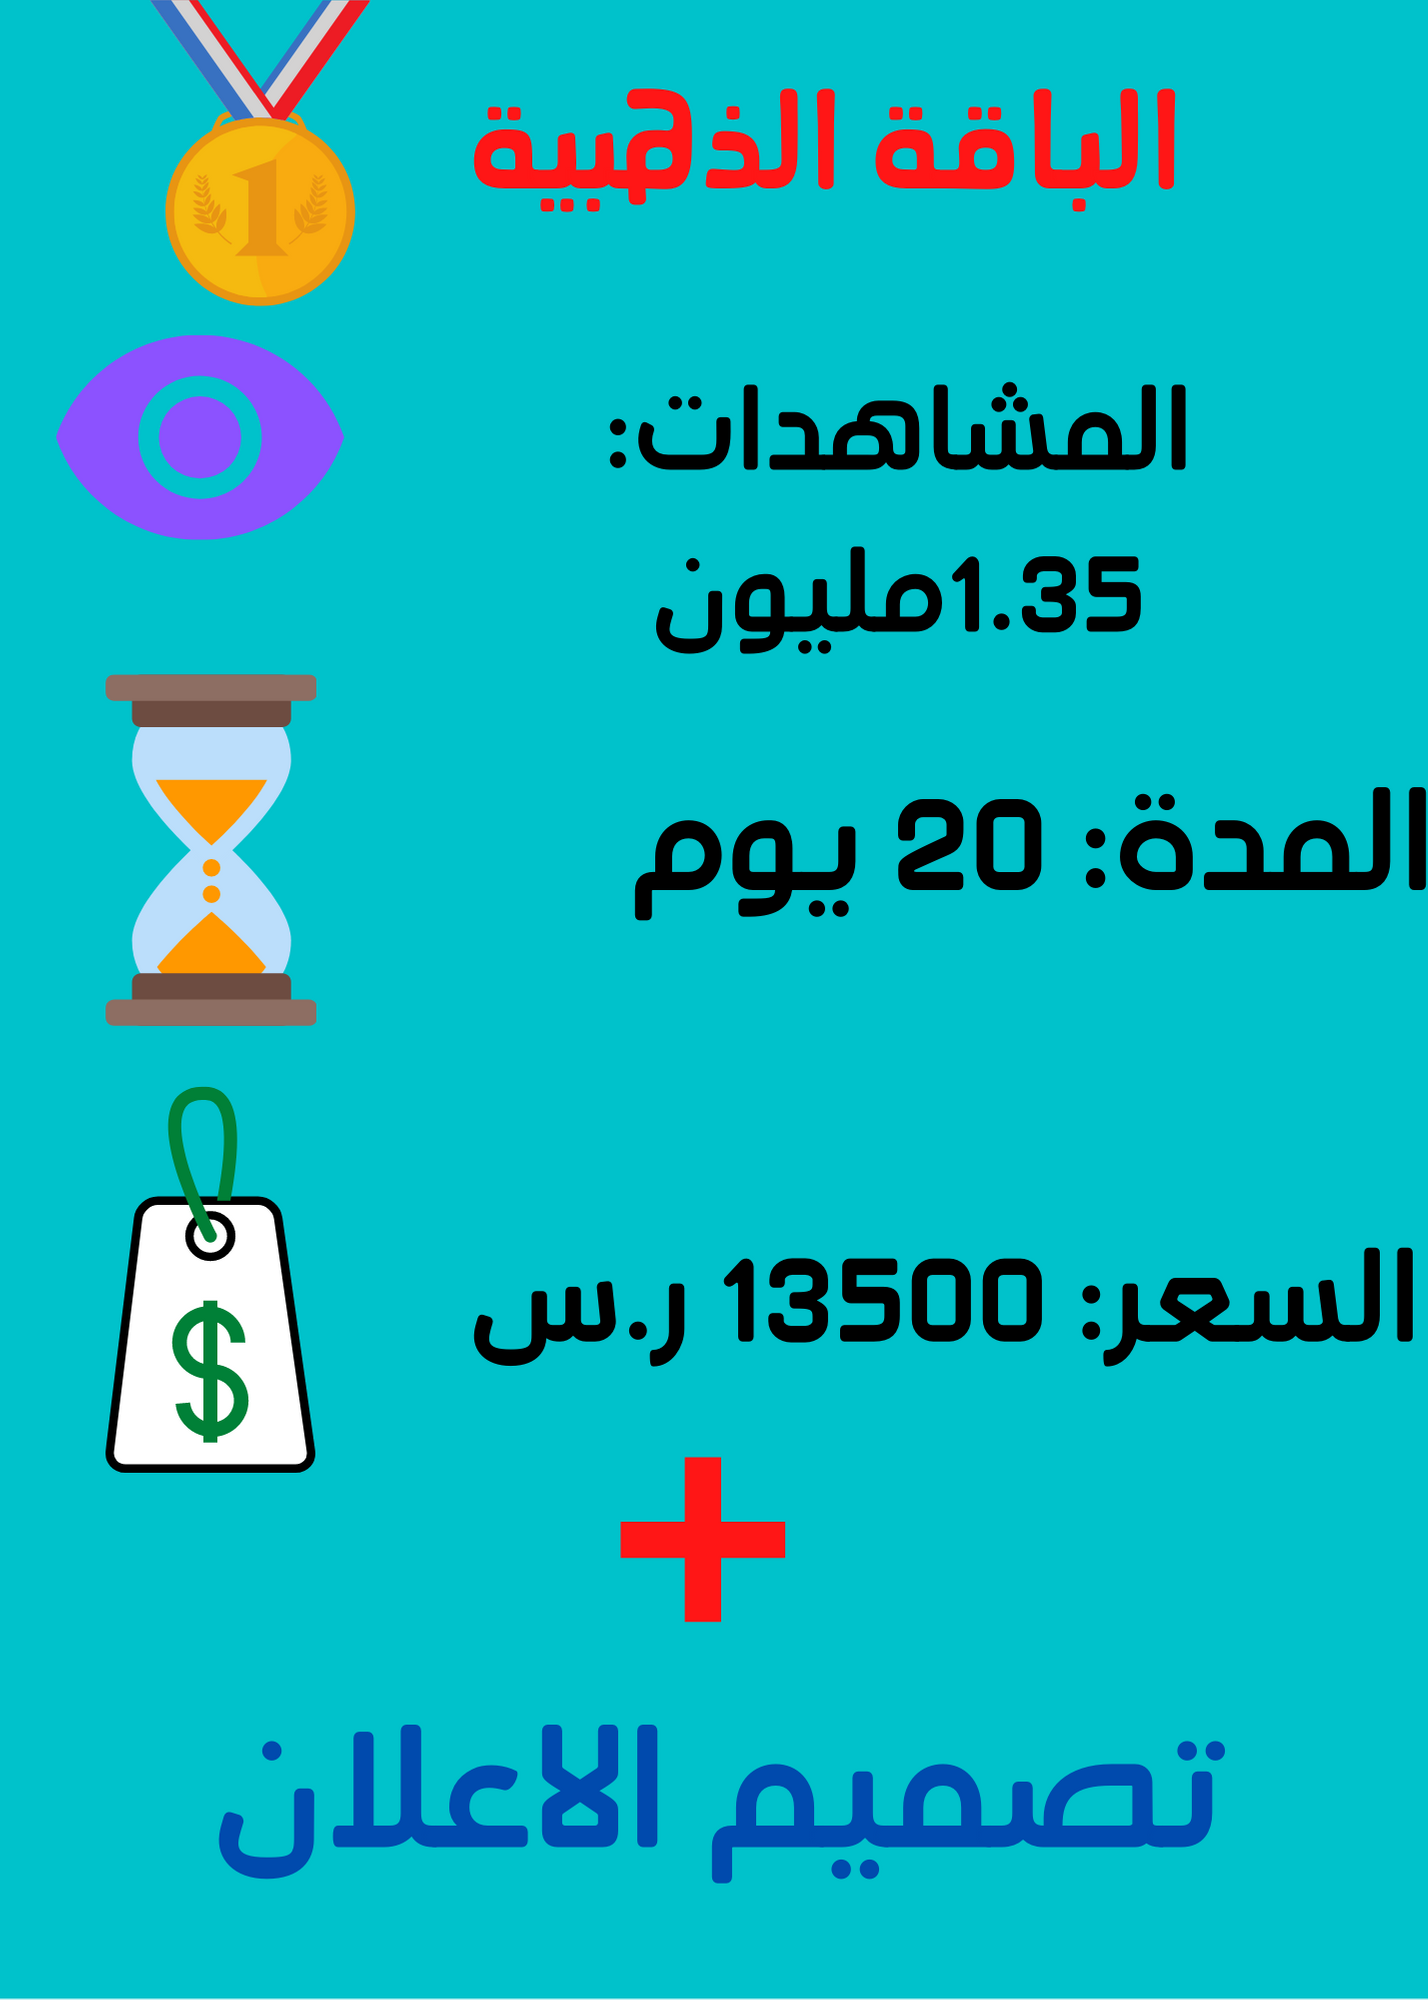 الباقة الذهبية
المشاهدات:
1.35مليون
المدة: 20 يوم
السعر: 13500 ر.س
+
تصميم الاعلان